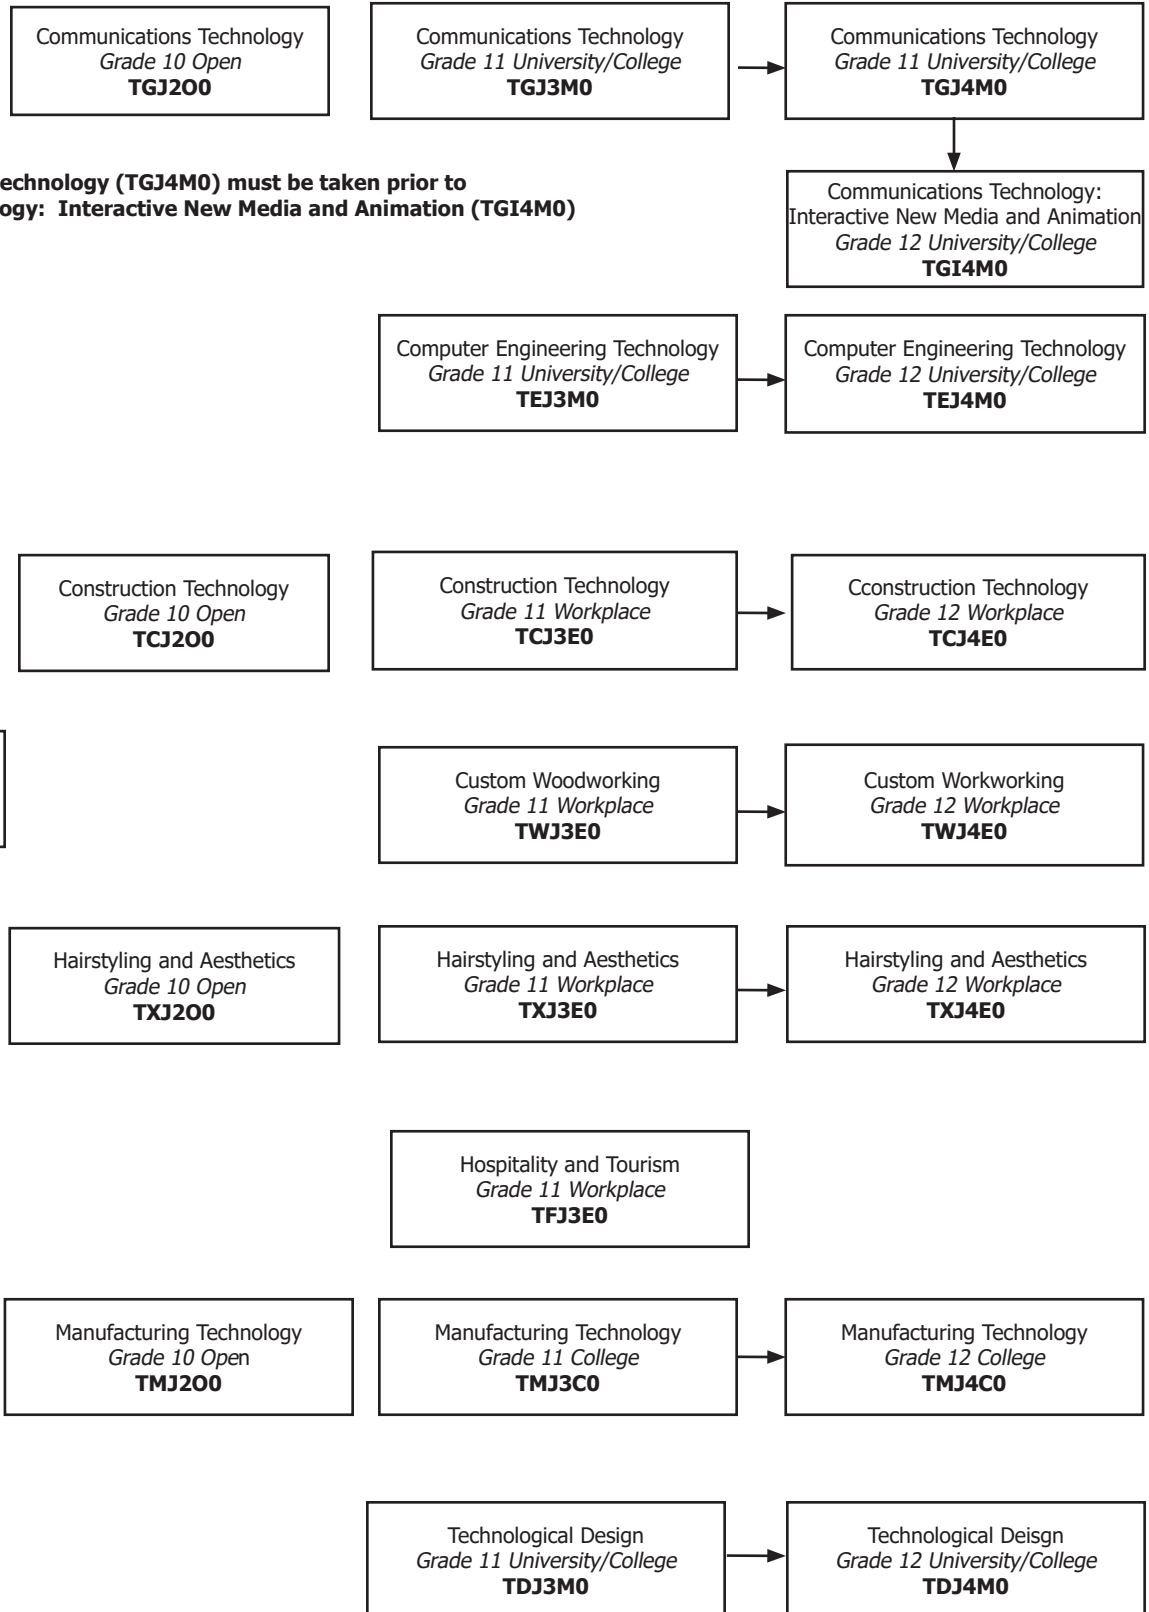 Communications Technology
Grade 10 Open
TGJ2O0
Communications Technology
Grade 11 University/College
TGJ3M0
Communications Technology
Grade 11 University/College
TGJ4M0
echnology (TGJ4M0) must be taken prior to
ogy: Interactive New Media and Animation (TGI4M0)
Communications Technology:
Interactive New Media and Animation
Grade 12 University/College
TGI4M0
Computer Engineering Technology
Grade 11 University/College
TEJ3M0
Computer Engineering Technology
Grade 12 University/College
TEJ4M0
Construction Technology
Grade 10 Open
TCJ2O0
Construction Technology
Grade 11 Workplace
TCJ3E0
Cconstruction Technology
Grade 12 Workplace
TCJ4E0
Custom Woodworking
Grade 11 Workplace
TWJ3E0
Custom Workworking
Grade 12 Workplace
TWJ4E0
Hairstyling and Aesthetics
Grade 10 Open
TXJ2O0
Hairstyling and Aesthetics
Grade 11 Workplace
TXJ3E0
Hairstyling and Aesthetics
Grade 12 Workplace
TXJ4E0
Hospitality and Tourism
Grade 11 Workplace
TFJ3E0
Manufacturing Technology
Grade 10 Open
TMJ2O0
Manufacturing Technology
Grade 11 College
TMJ3C0
Manufacturing Technology
Grade 12 College
TMJ4C0
Technological Design
Grade 11 University/College
TDJ3M0
Technological Deisgn
Grade 12 University/College
TDJ4M0